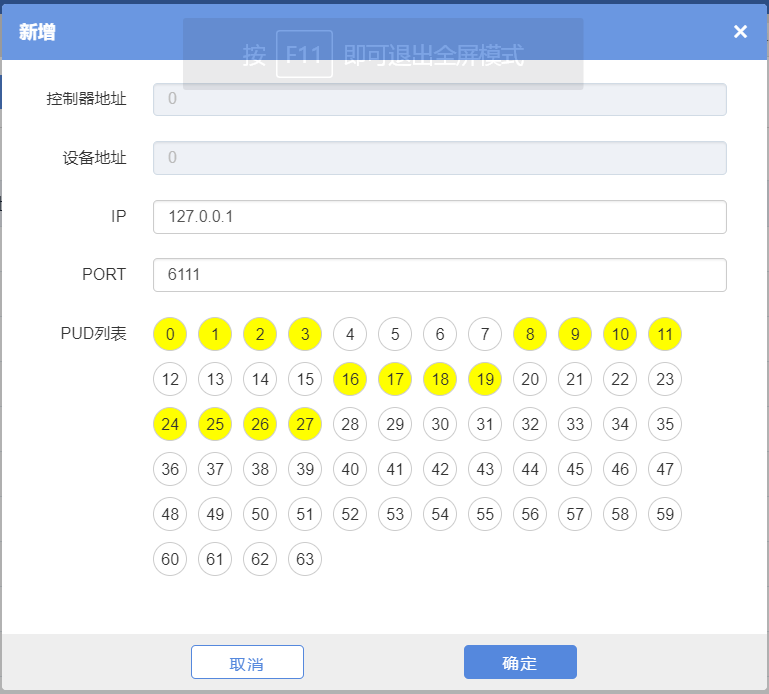 新增 ×
按 F11 即可退出全屏模式
控制器地址 0
设备地址 0
IP 127.0.0.1
PORT 6111
PUD列表 0 1 2 3 4 5 6 7 8 9 10 11
12 13 14 15 16 17 18 19 20 21 22 23
24 25 26 27 28 29 30 31 32 33 34 35
36 37 38 39 40 41 42 43 44 45 46 47
48 49 50 51 52 53 54 55 56 57 58 59
60 61 62 63
取消 确定